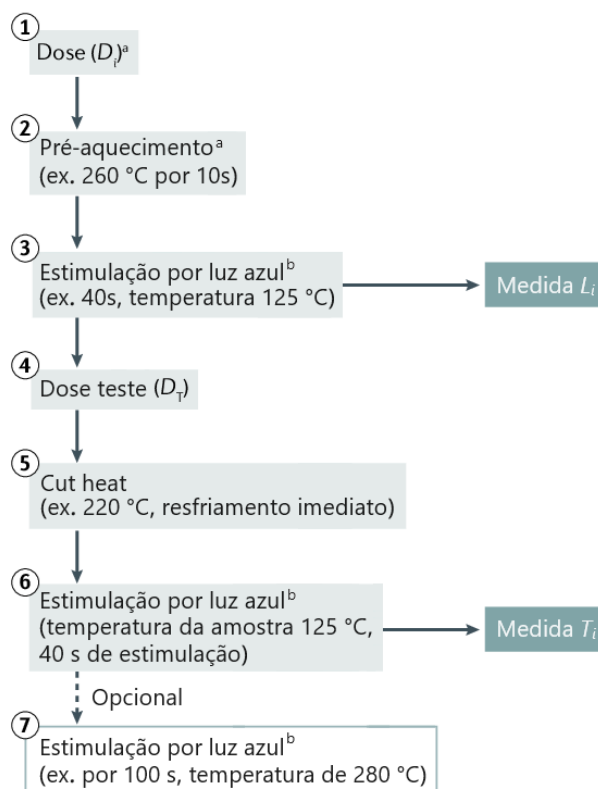 1
Dose (Dᵢ)ᵃ
2
Pré-aquecimentoᵃ
(ex. 260 °C por 10s)
3
Estimulação por luz azulᵇ
(ex. 40s, temperatura 125 °C)
Medida Lᵢ
4
Dose teste (D_T)
5
Cut heat
(ex. 220 °C, resfriamento imediato)
6
Estimulação por luz azulᵇ
(temperatura da amostra 125 °C,
40 s de estimulação)
Medida Tᵢ
Opcional
7
Estimulação por luz azulᵇ
(ex. por 100 s, temperatura de 280 °C)